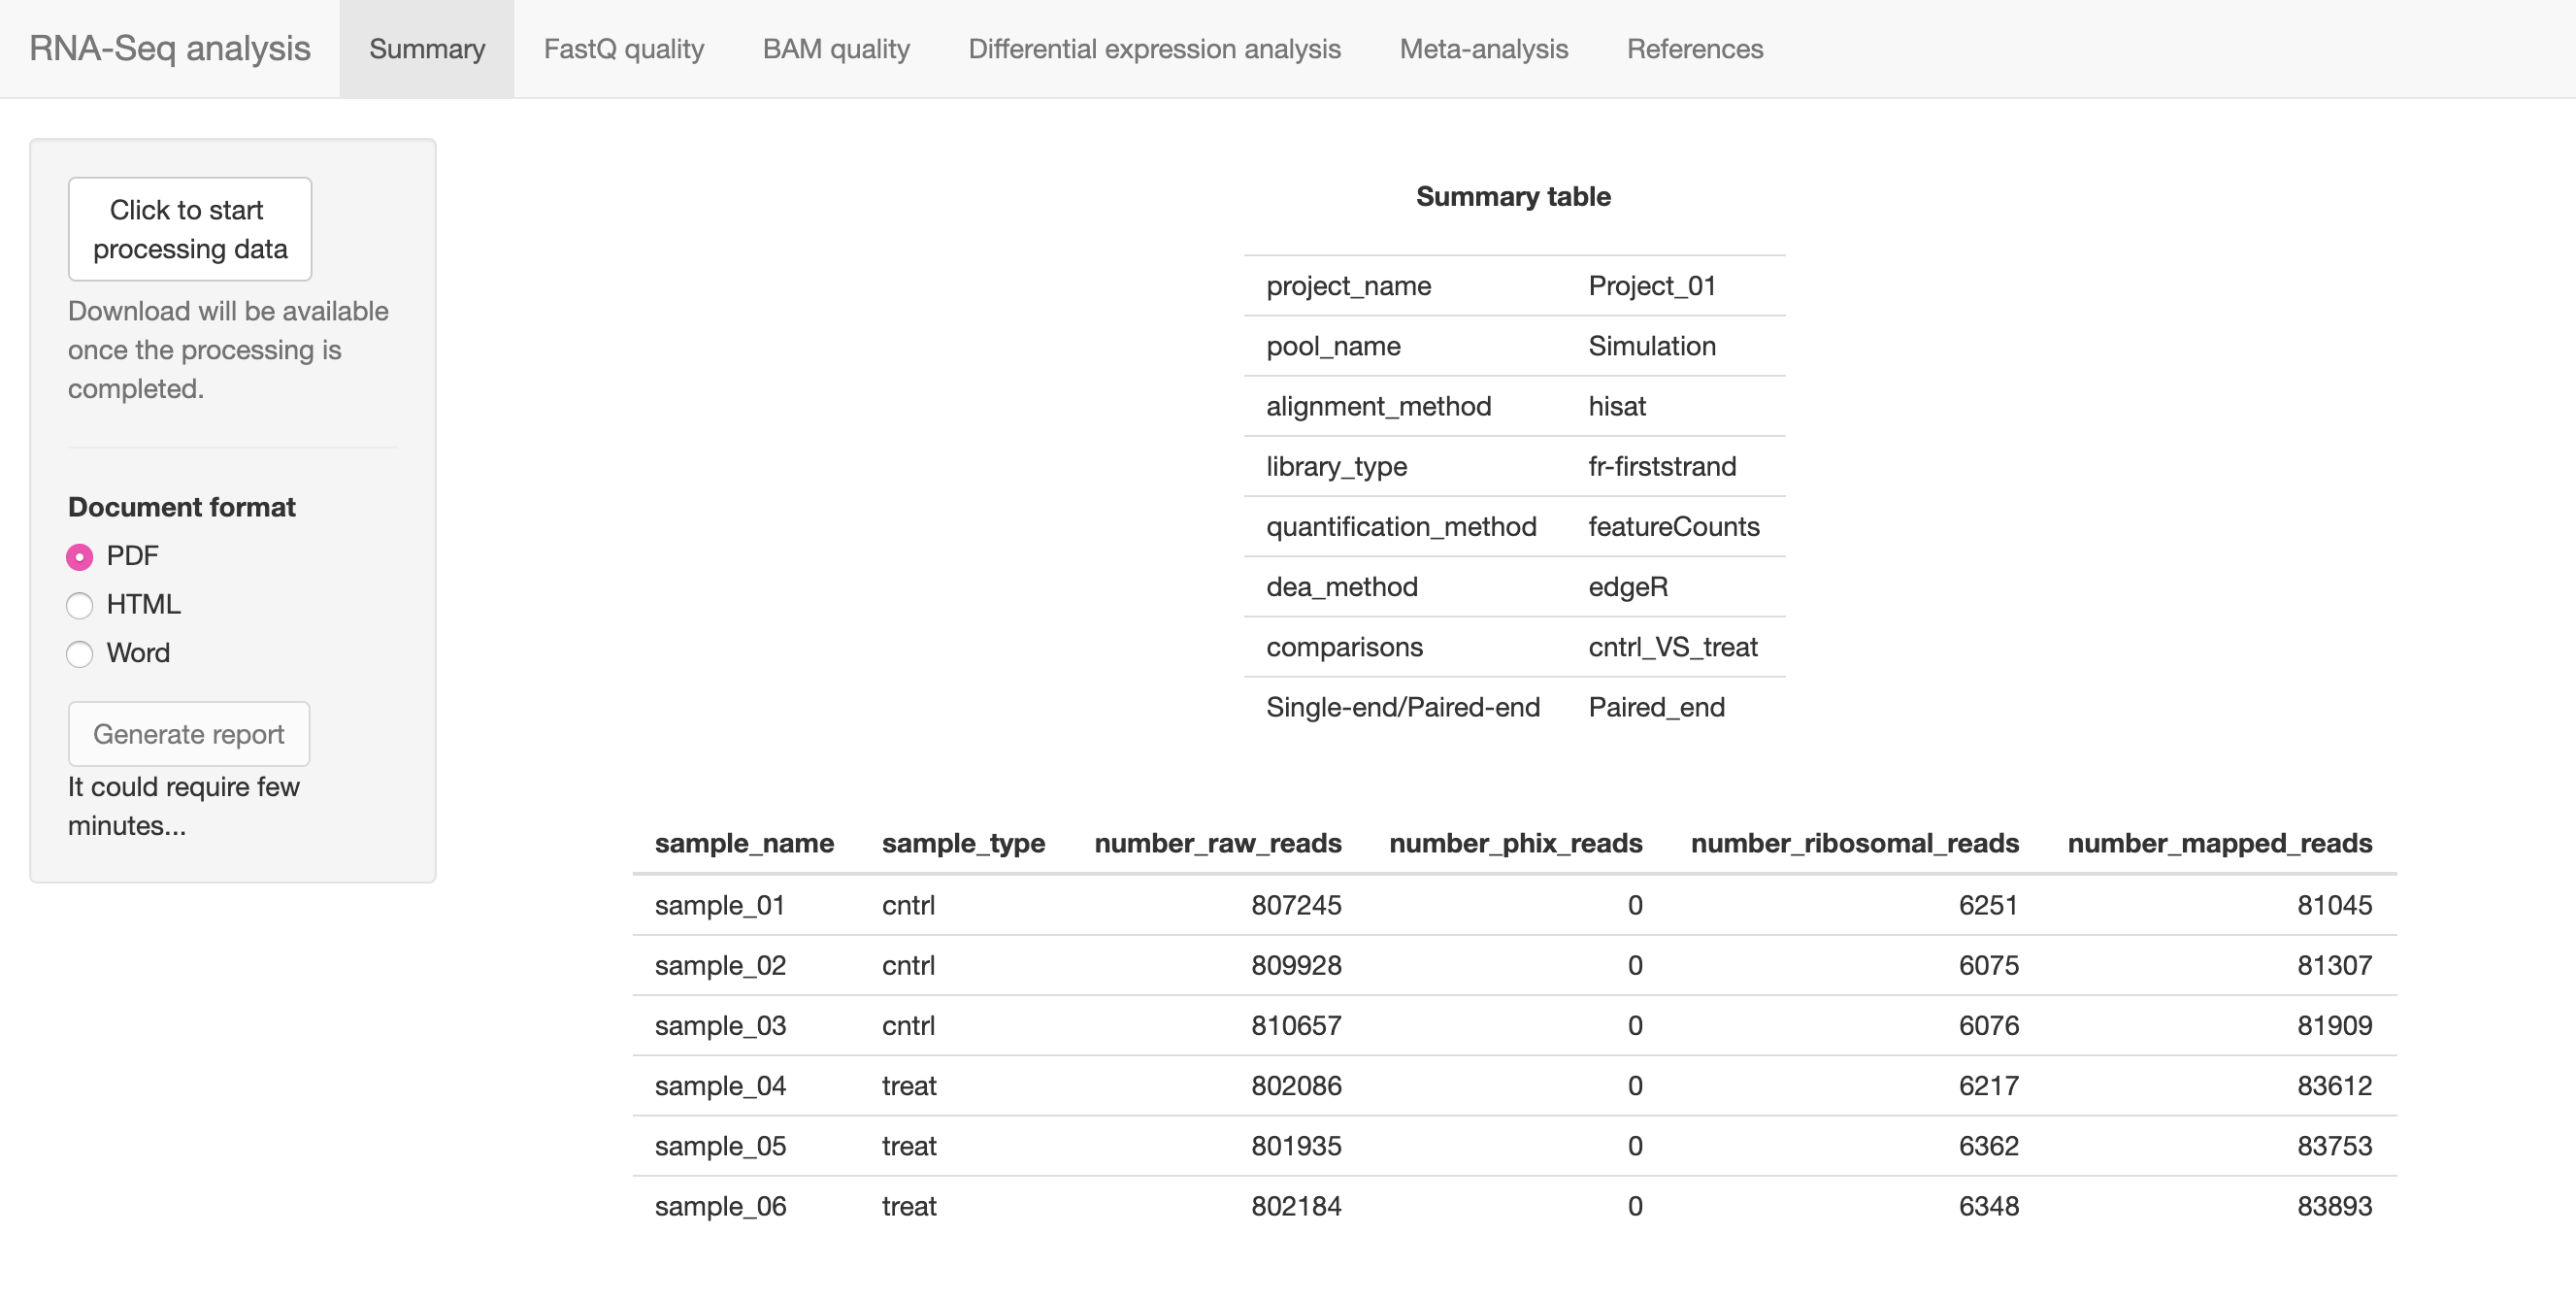 RNA-Seq analysis Summary FastQ quality BAM quality Differential expression analysis Meta-analysis References
Click to start
processing data
Download will be available
once the processing is
completed.
Document format
PDF
HTML
Word
Generate report
It could require few
minutes...
Summary table
project_name Project_01
pool_name Simulation
alignment_method hisat
library_type fr-firststrand
quantification_method featureCounts
dea_method edgeR
comparisons cntrl_VS_treat
Single-end/Paired-end Paired_end
sample_name sample_type number_raw_reads number_phix_reads number_ribosomal_reads number_mapped_reads
sample_01 cntrl 807245 0 6251 81045
sample_02 cntrl 809928 0 6075 81307
sample_03 cntrl 810657 0 6076 81909
sample_04 treat 802086 0 6217 83612
sample_05 treat 801935 0 6362 83753
sample_06 treat 802184 0 6348 83893